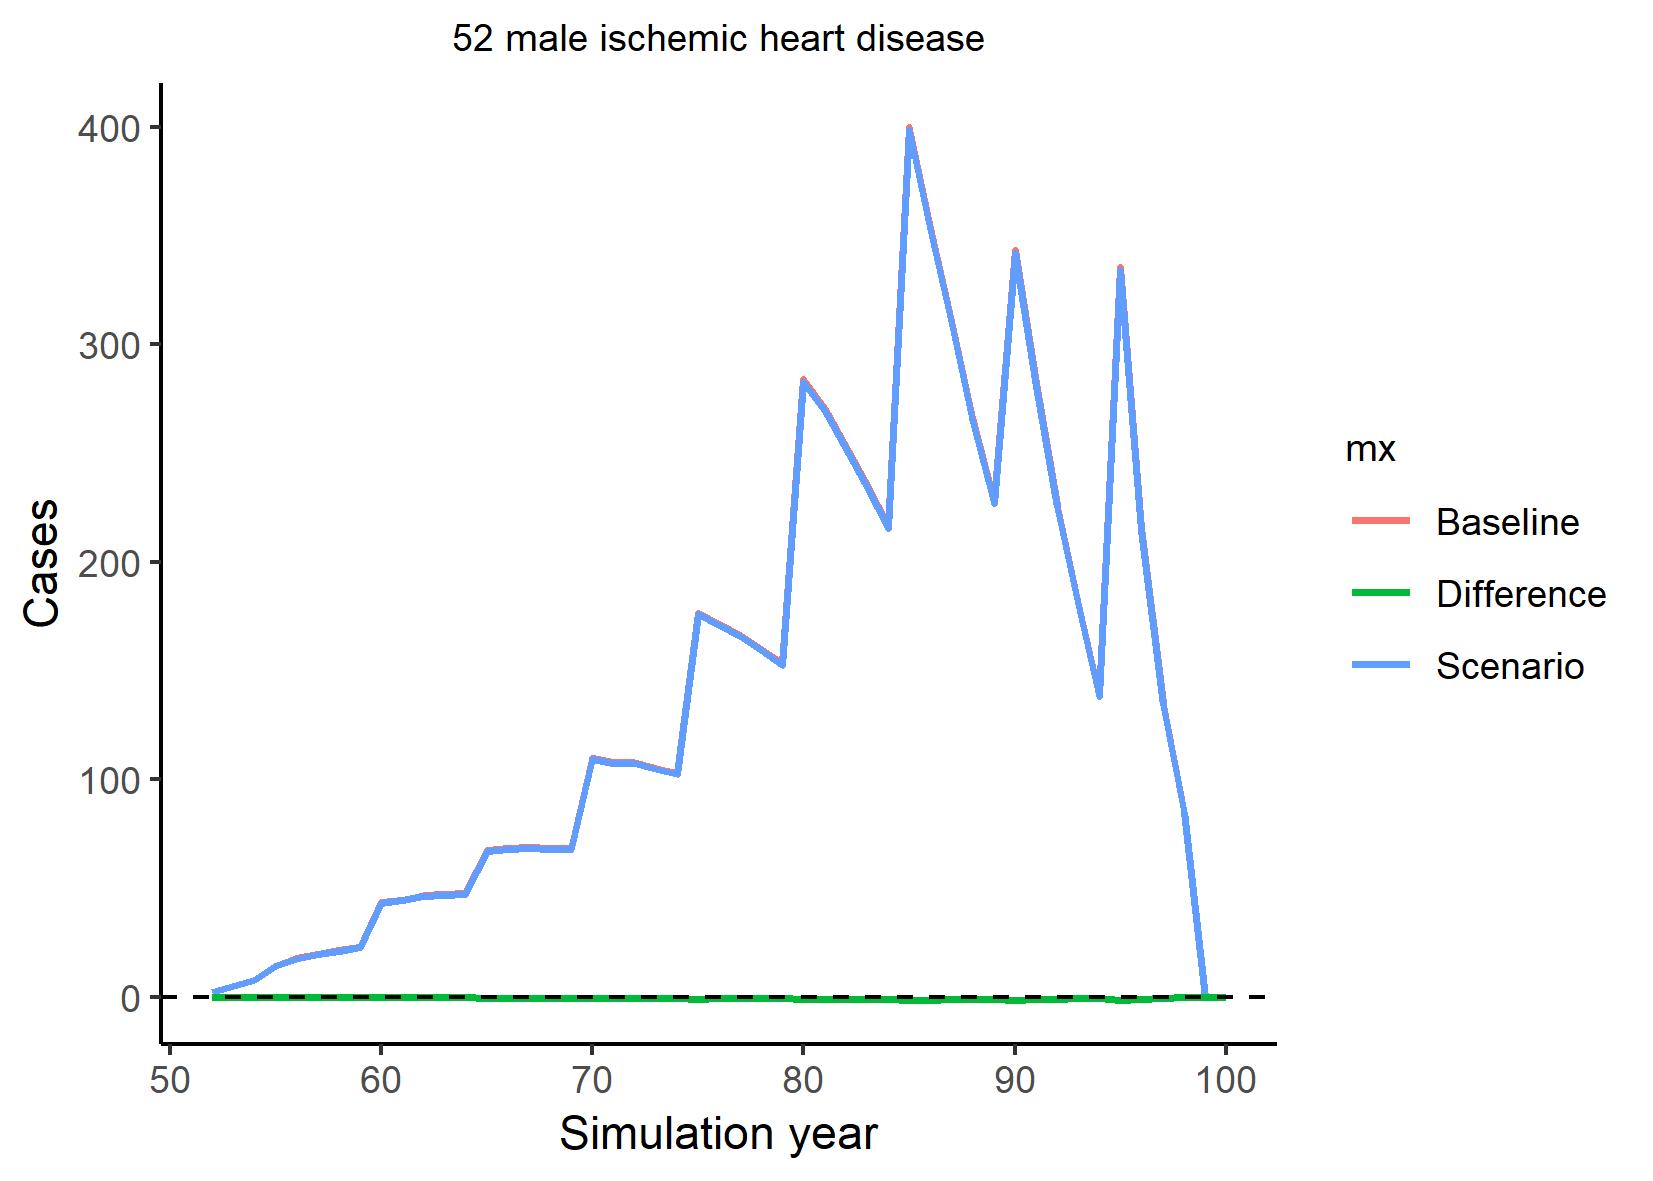 52 male ischemic heart disease
400
300
200
100
0
Cases
50 60 70 80 90 100
Simulation year
mx
Baseline
Difference
Scenario